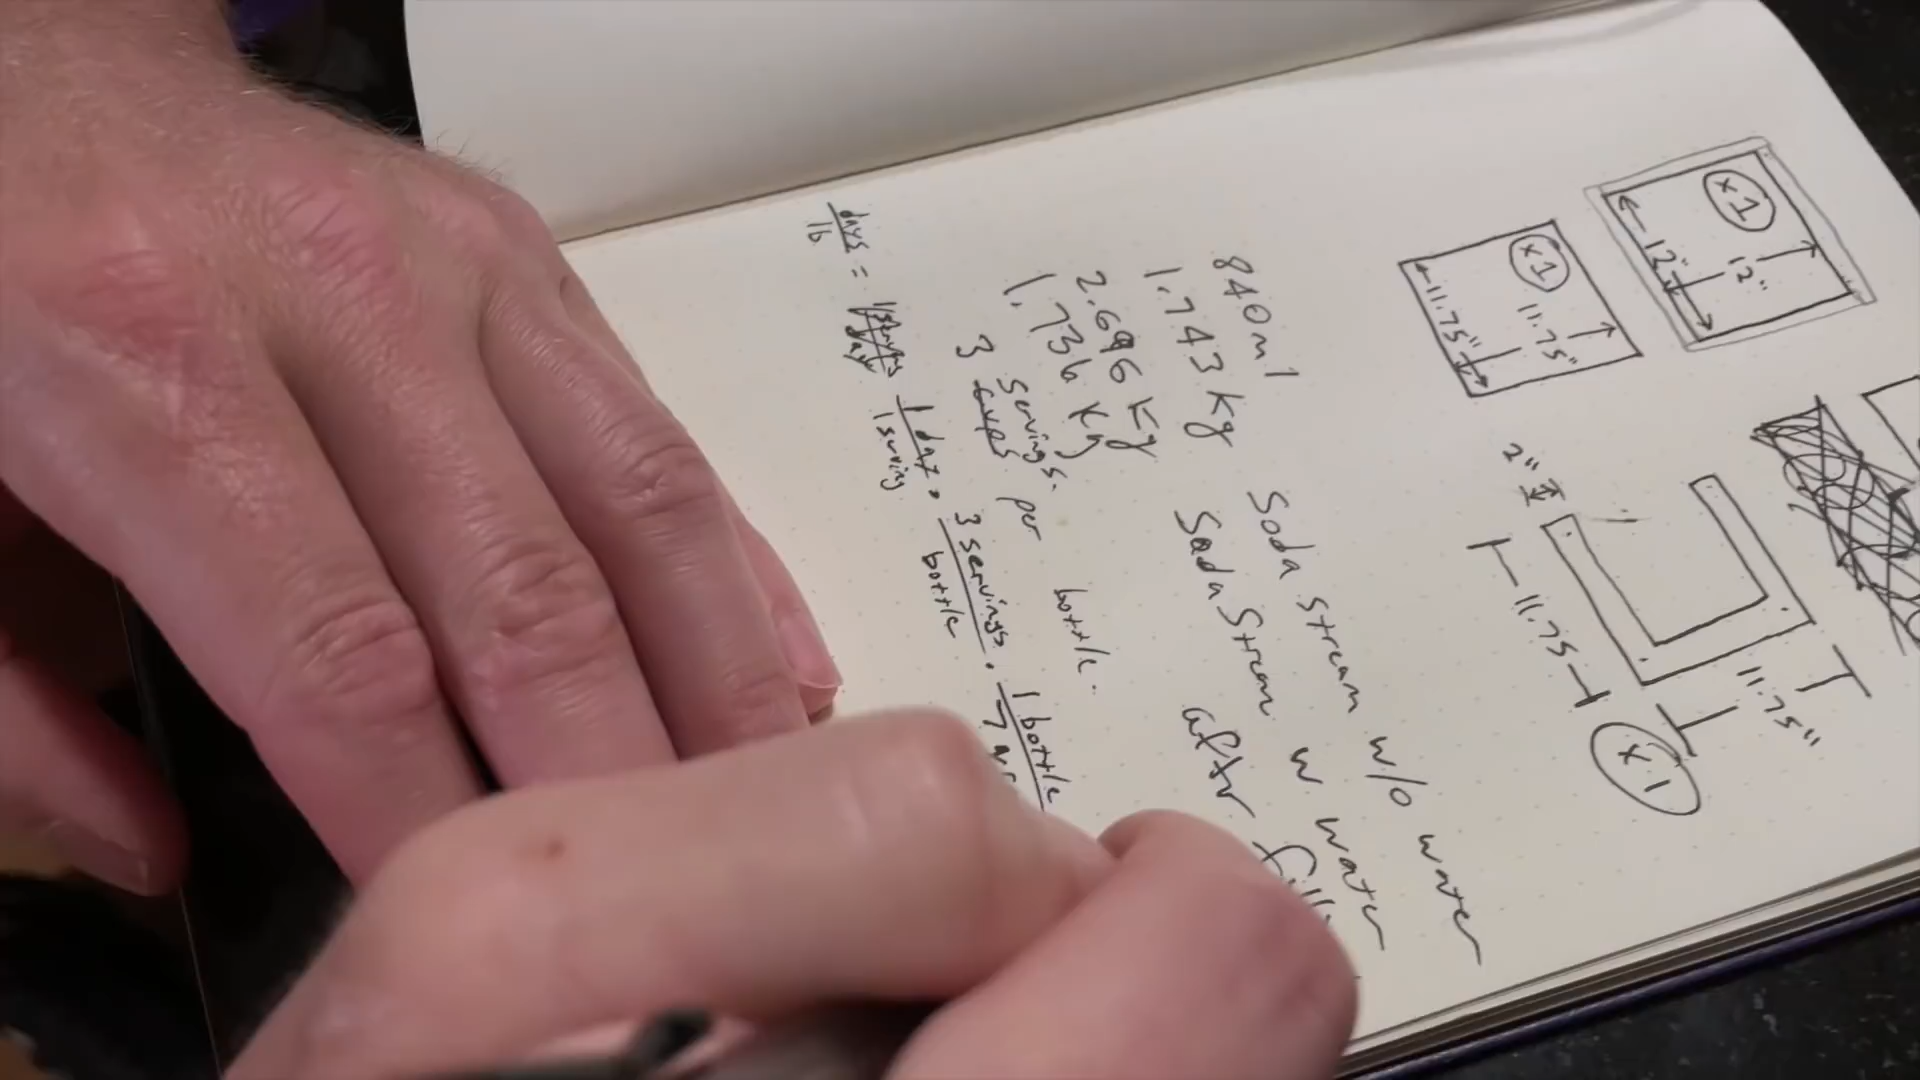 x1
12"
12"
x1
11.75"
11.75"
2"
11.75
11.75"
x1
840ml
1.743 kg Soda Stream w/o water
2.696 kg Soda Stream w water
1.736 kg after
3 servings per bottle.
days = 1 day . 3 servings . 1 bottle
lb 1 serving bottle 7